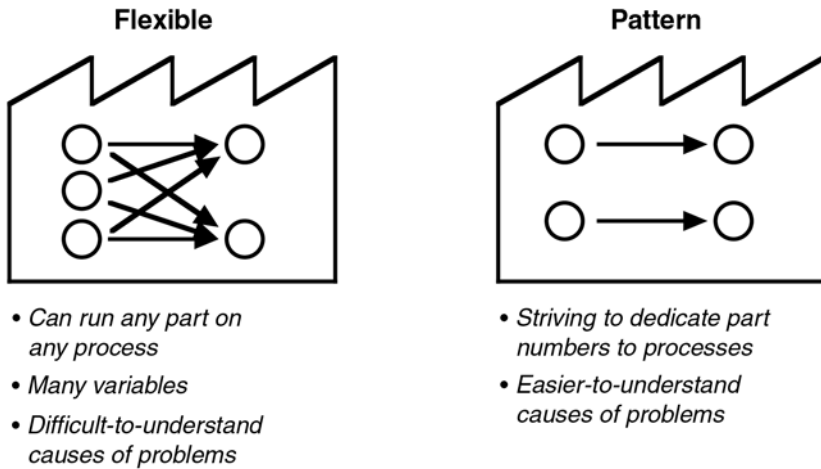 Flexible
• Can run any part on
any process
• Many variables
• Difficult-to-understand
causes of problems
Pattern
• Striving to dedicate part
numbers to processes
• Easier-to-understand
causes of problems